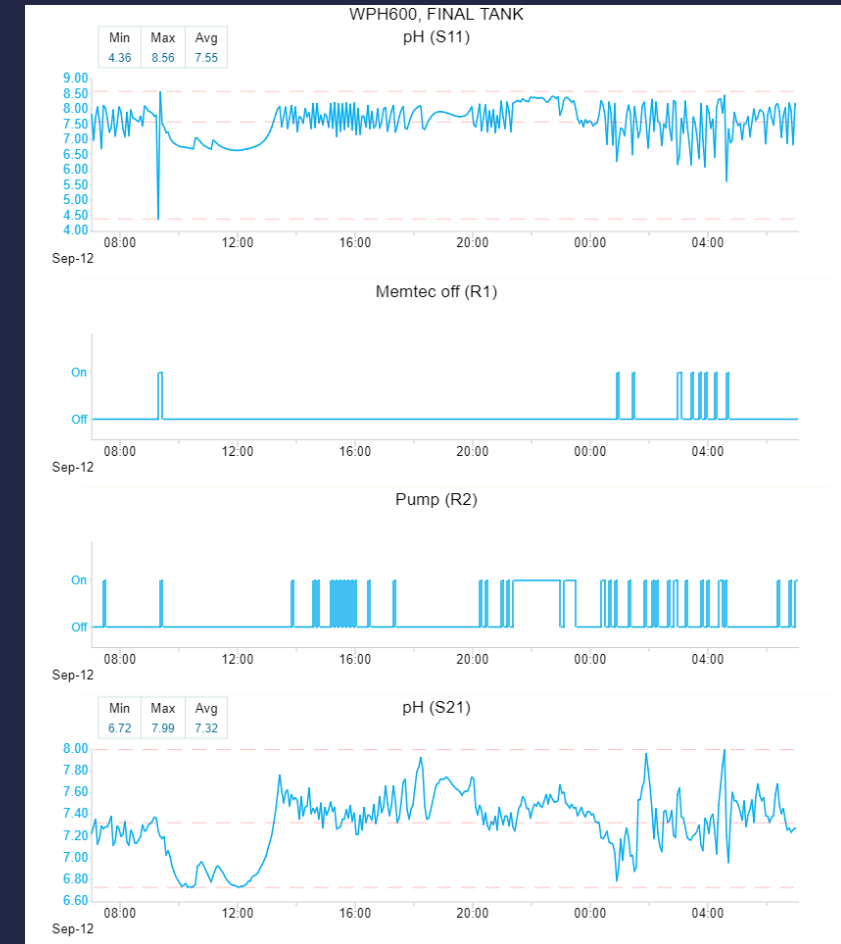 WPH600, FINAL TANK
pH (S11)
Min Max Avg
4.36 8.56 7.55
9.00
8.50
8.00
7.50
7.00
6.50
6.00
5.50
5.00
4.50
4.00
08:00 12:00 16:00 20:00 00:00 04:00
Sep-12
Memtec off (R1)
On
Off
08:00 12:00 16:00 20:00 00:00 04:00
Sep-12
Pump (R2)
On
Off
08:00 12:00 16:00 20:00 00:00 04:00
Sep-12
pH (S21)
Min Max Avg
6.72 7.99 7.32
8.00
7.80
7.60
7.40
7.20
7.00
6.80
6.60
08:00 12:00 16:00 20:00 00:00 04:00
Sep-12